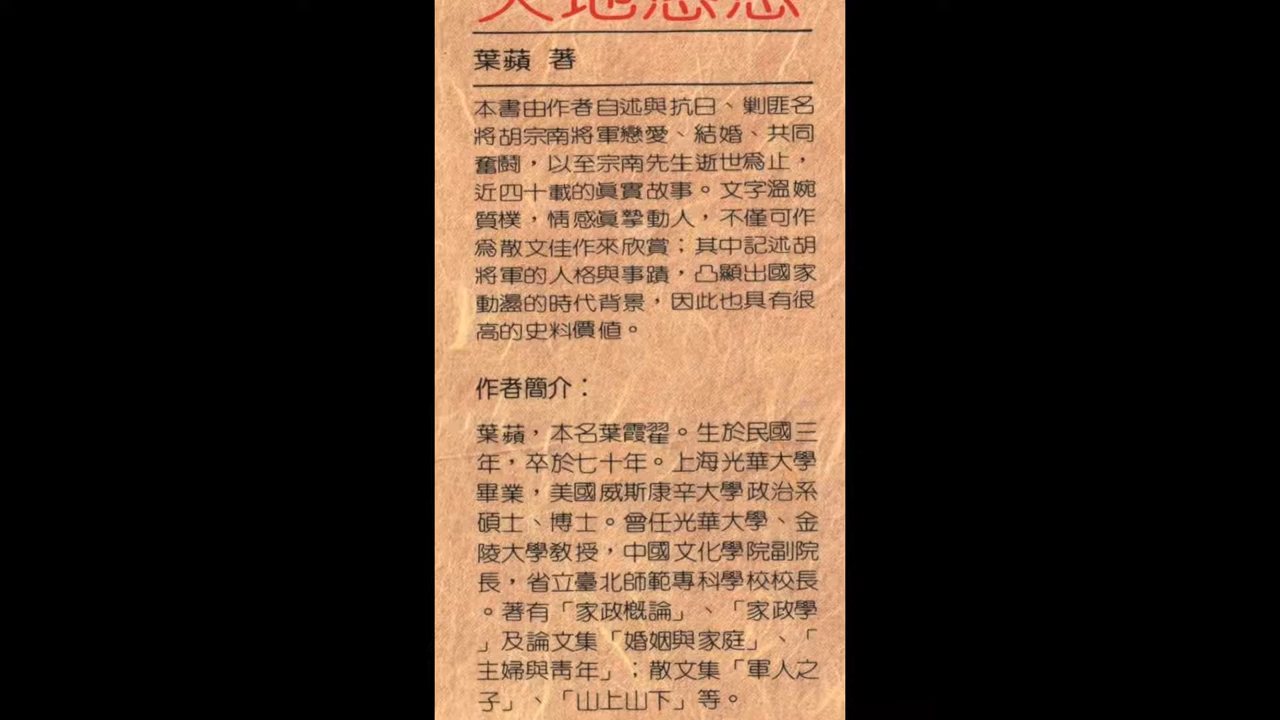 天地悠悠
葉蘋 著
本書由作者自述與抗日、剿匪名
將胡宗南將軍戀愛、結婚、共同
奮鬪，以至宗南先生逝世為止，
近四十載的眞實故事。文字溫婉
質樸，情感眞摯動人，不僅可作
為散文佳作來欣賞；其中記述胡
將軍的人格與事蹟，凸顯出國家
動盪的時代背景，因此也具有很
高的史料價値。
作者簡介：
葉蘋，本名葉霞翟。生於民國三
年，卒於七十年。上海光華大學
畢業，美國威斯康辛大學政治系
碩士、博士。曾任光華大學、金
陵大學教授，中國文化學院副院
長，省立臺北師範專科學校校長
。著有「家政概論」、「家政學
」及論文集「婚姻與家庭」、「
主婦與靑年」；散文集「軍人之
子」、「山上山下」等。